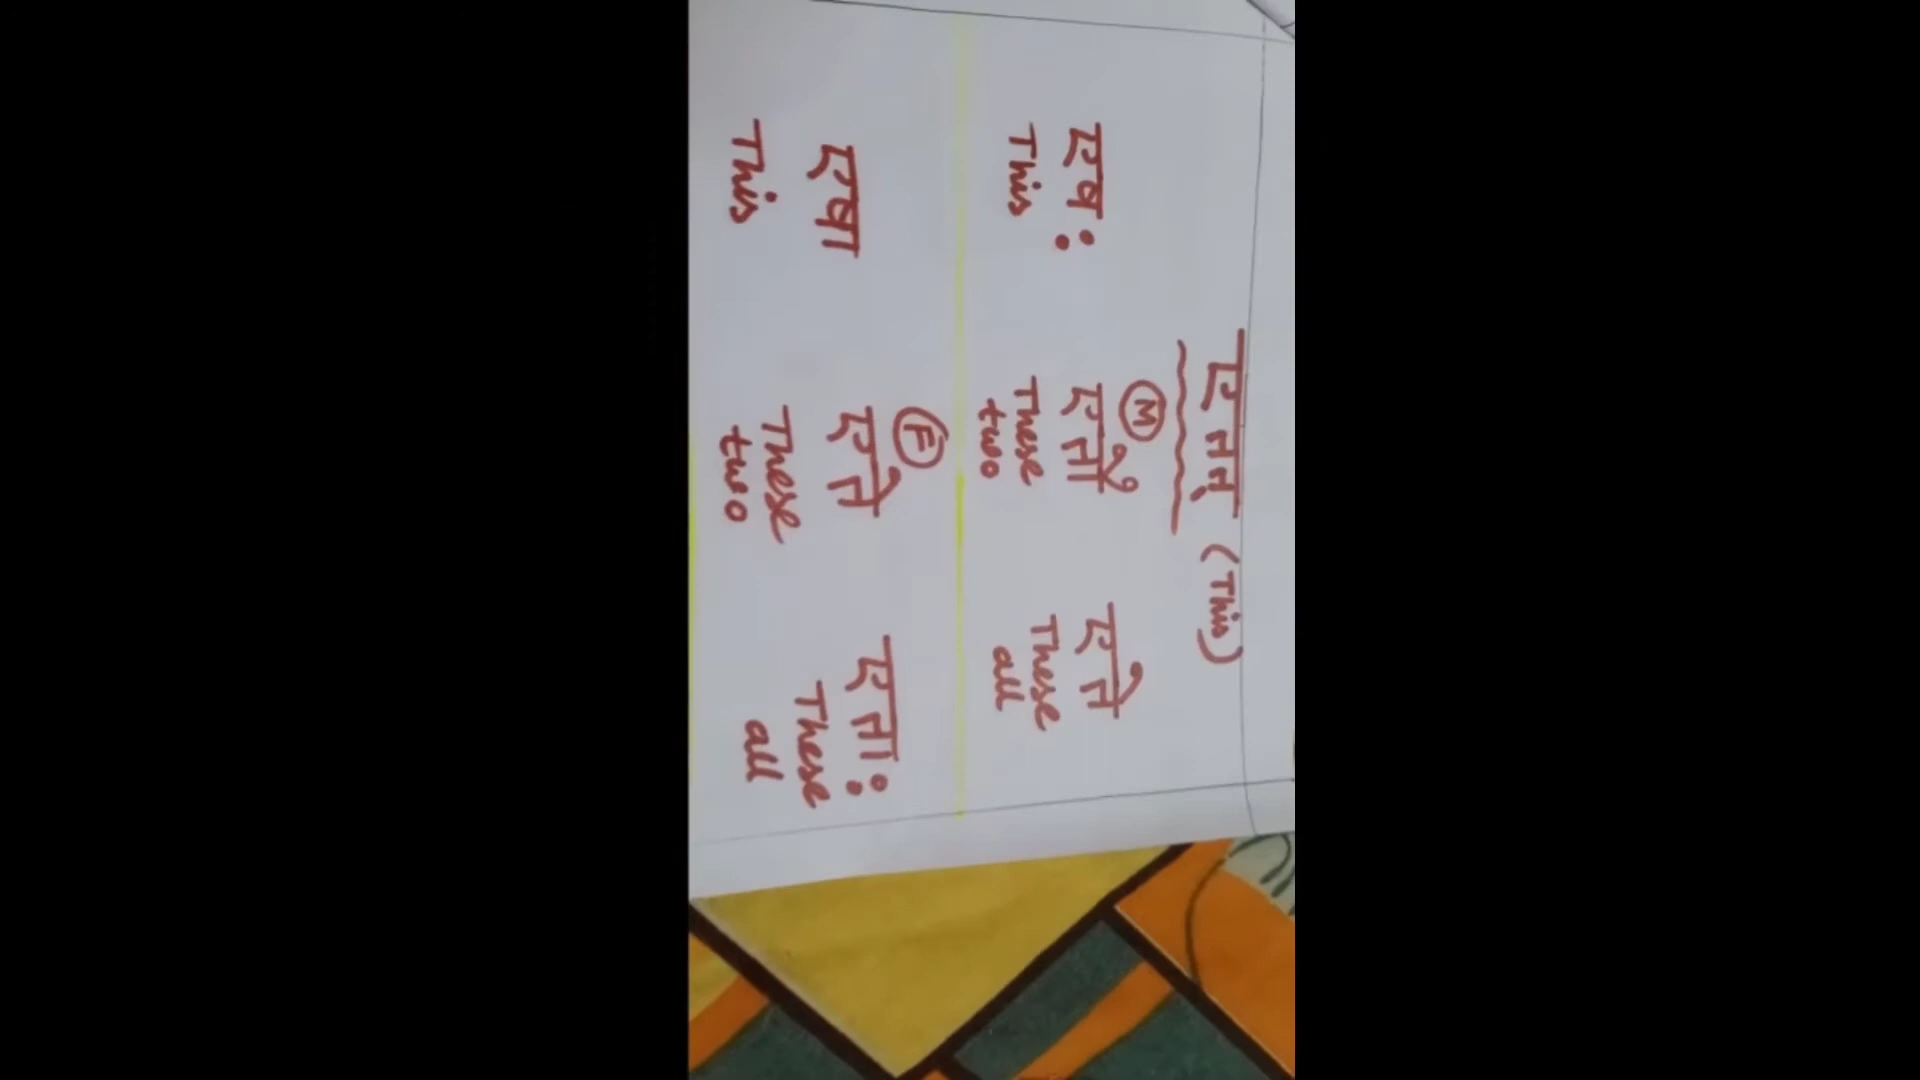 एतत् (This)
(M)
एष: एतौ एते
This These two These all
(F)
एषा एते एता:
This These two These all